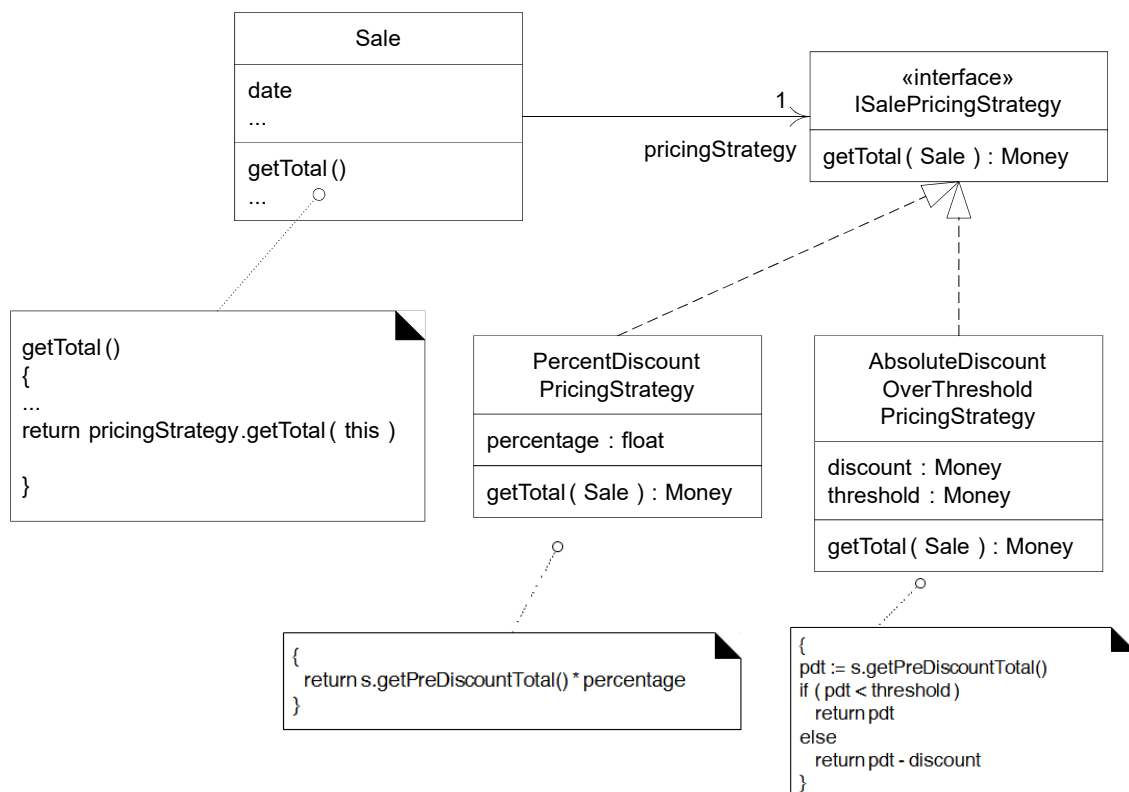 Sale
date
...
getTotal()
...
1
pricingStrategy
«interface»
ISalePricingStrategy
getTotal( Sale ) : Money
getTotal()
{
...
return pricingStrategy.getTotal( this )
}
PercentDiscount
PricingStrategy
percentage : float
getTotal( Sale ) : Money
AbsoluteDiscount
OverThreshold
PricingStrategy
discount : Money
threshold : Money
getTotal( Sale ) : Money
{
return s.getPreDiscountTotal() * percentage
}
{
pdt := s.getPreDiscountTotal()
if ( pdt < threshold )
return pdt
else
return pdt - discount
}